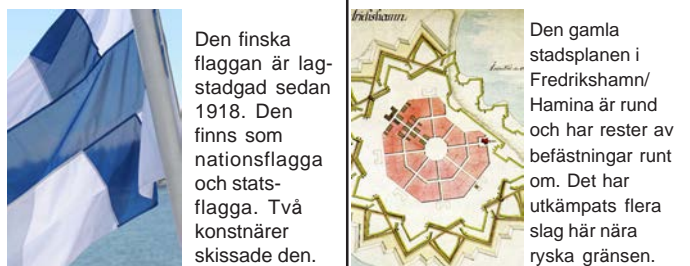 Den finska
flaggan är lag-
stadgad sedan
1918. Den
finns som
nationsflagga
och stats-
flagga. Två
konstnärer
skissade den.
Den gamla
stadsplanen i
Fredrikshamn/
Hamina är rund
och har rester av
befästningar runt
om. Det har
utkämpats flera
slag här nära
ryska gränsen.